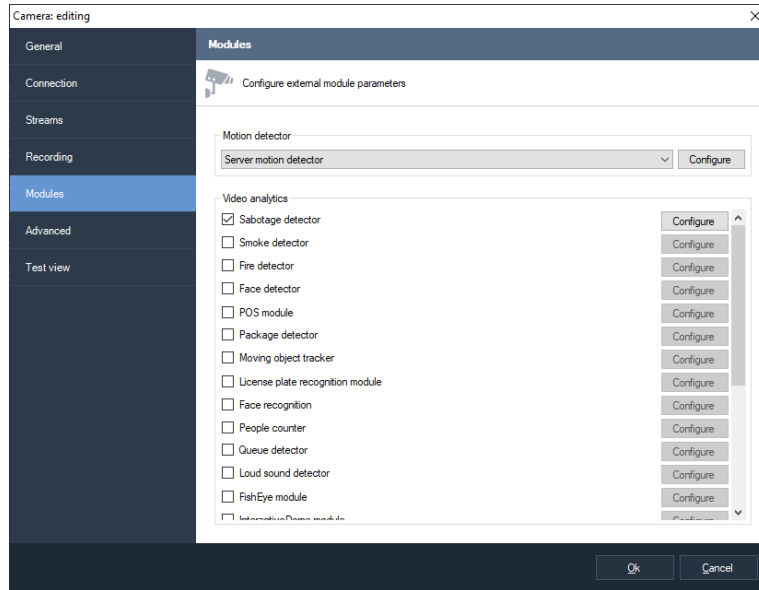 Camera: editing
General
Connection
Streams
Recording
Modules
Advanced
Test view
Modules
Configure external module parameters
Motion detector
Server motion detector
Configure
Video analytics
Sabotage detector Configure
Smoke detector Configure
Fire detector Configure
Face detector Configure
POS module Configure
Package detector Configure
Moving object tracker Configure
License plate recognition module Configure
Face recognition Configure
People counter Configure
Queue detector Configure
Loud sound detector Configure
FishEye module Configure
InteractiveDemo module Configure
Ok Cancel